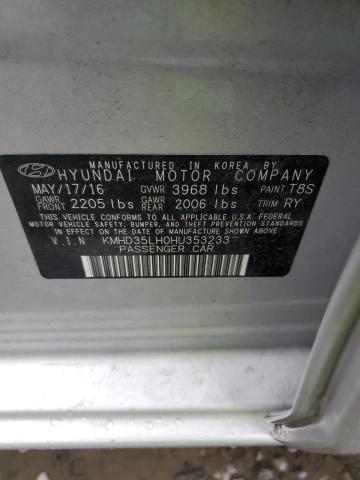 MANUFACTURED IN KOREA BY
HYUNDAI MOTOR COMPANY
MAY/17/16 GVWR 3968 lbs PAINT T8S
GAWR FRONT 2205 lbs GAWR REAR 2006 lbs TRIM RY
THIS VEHICLE CONFORMS TO ALL APPLICABLE U.S.A. FEDERAL
MOTOR VEHICLE SAFETY, BUMPER, AND THEFT PREVENTION
STANDARDS IN EFFECT ON THE DATE OF MANUFACTURE SHOWN ABOVE.
V.I.N KMHD35LH0HU353233
PASSENGER CAR